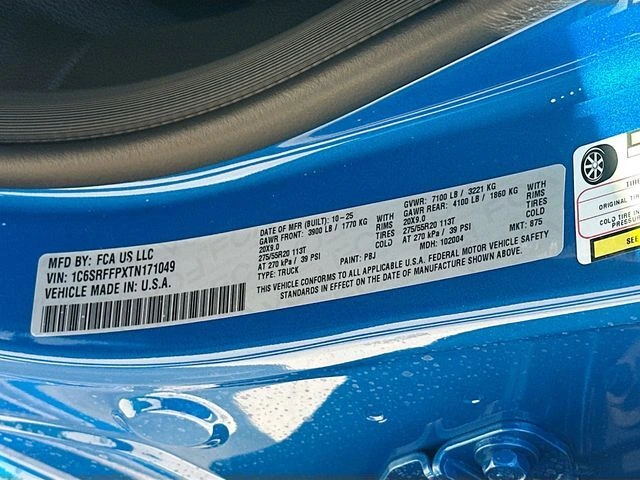 MFD BY: FCA US LLC
VIN: 1C6SRFFPXTN171049
VEHICLE MADE IN: U.S.A.
DATE OF MFR (BUILT): 10-25
GAWR FRONT: 3900 LB / 1770 KG
20X9.0
275/55R20 113T
AT 270 kPa / 39 PSI
TYPE: TRUCK
PAINT: PBJ
WITH
RIMS
TIRES
COLD
GVWR: 7100 LB / 3221 KG
GAWR REAR: 4100 LB / 1860 KG
20X9.0
275/55R20 113T
AT 270 kPa / 39 PSI
MDH: 102004
MKT: 875
WITH
RIMS
TIRES
COLD
THIS VEHICLE CONFORMS TO ALL APPLICABLE U.S.A. FEDERAL MOTOR VEHICLE SAFETY
STANDARDS IN EFFECT ON THE DATE OF MANUFACTURE SHOWN ABOVE.
TIRE
ORIGINAL TIRE
SEE